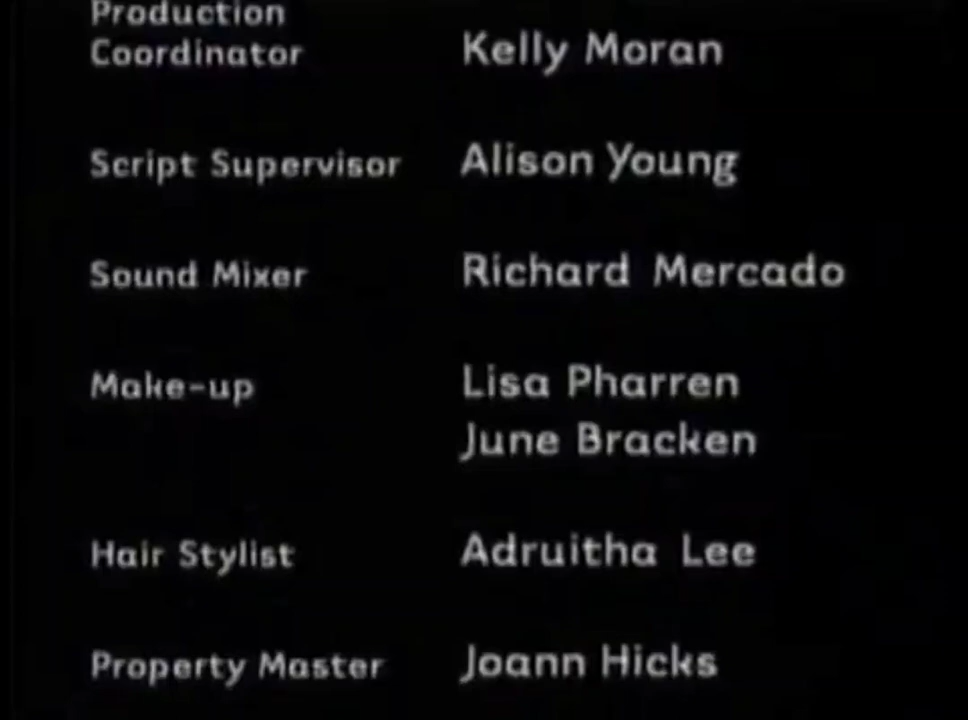 Production
Coordinator Kelly Moran
Script Supervisor Alison Young
Sound Mixer Richard Mercado
Make-up Lisa Pharren
June Bracken
Hair Stylist Adruitha Lee
Property Master Joann Hicks